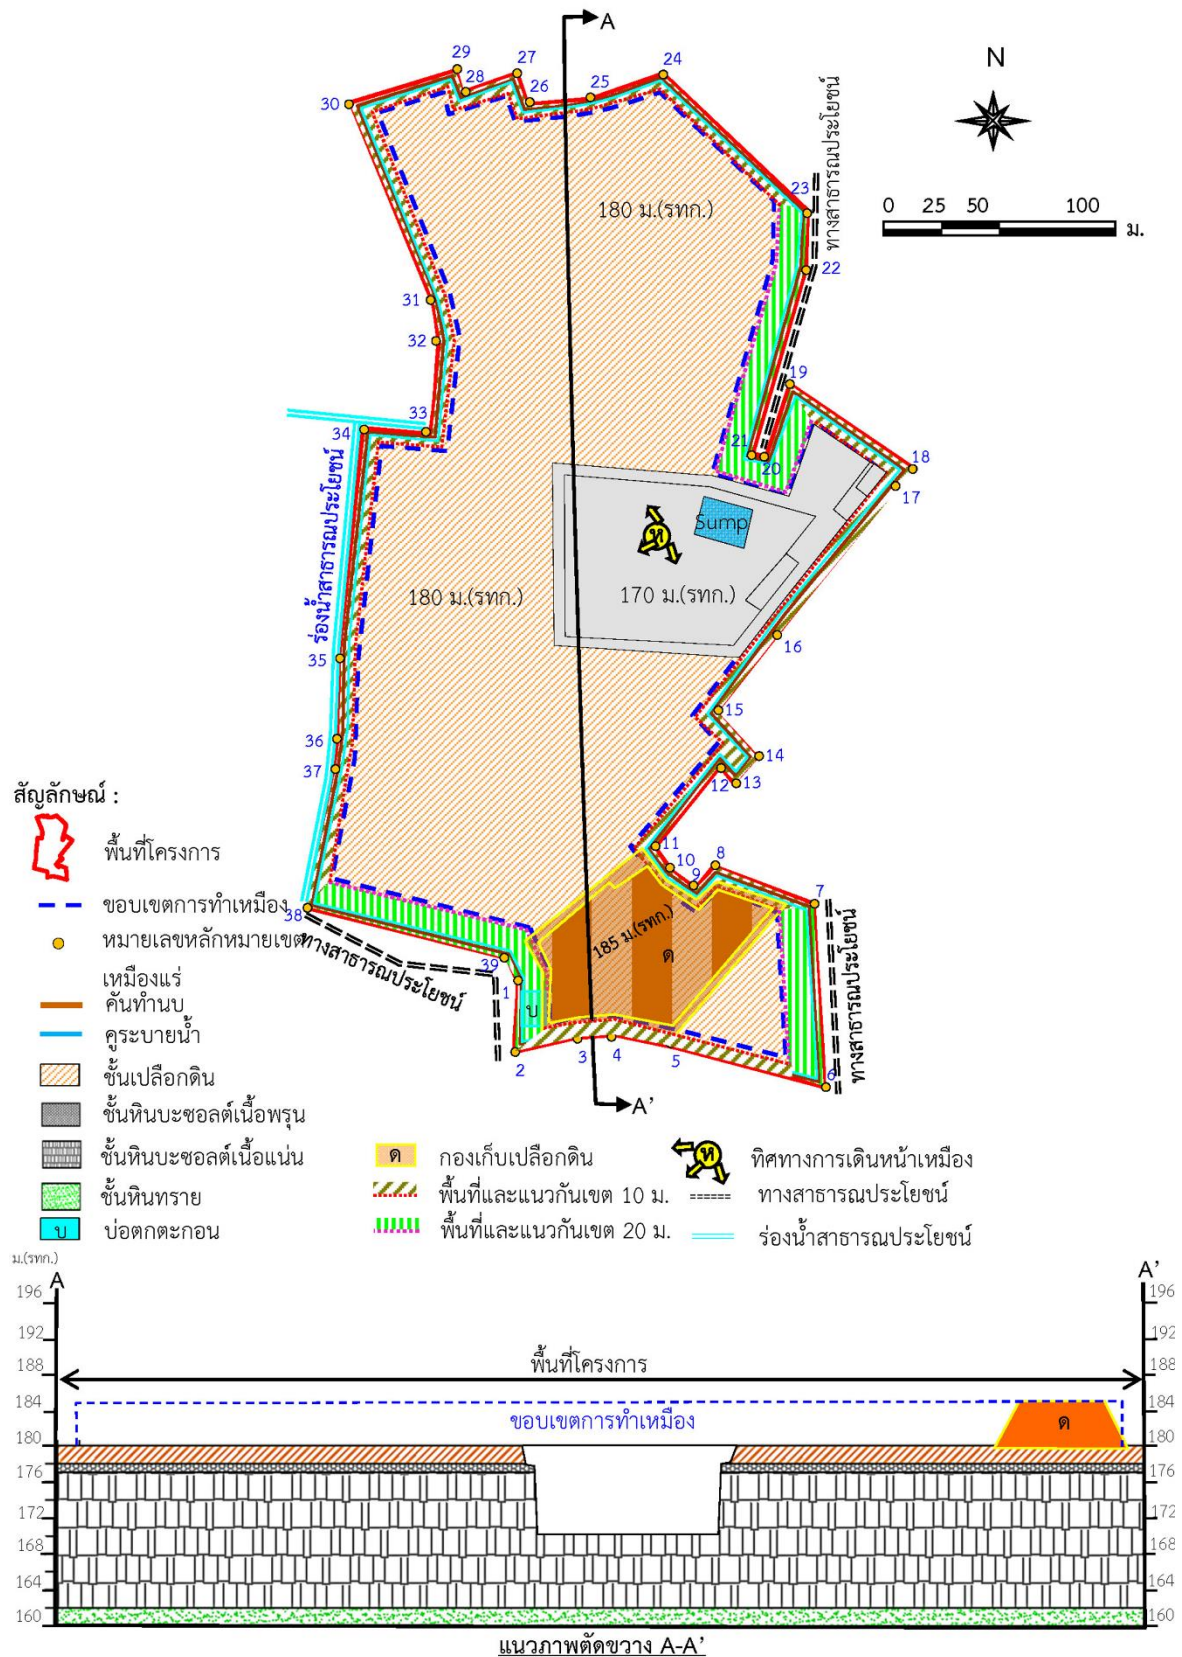 A
29
27
24
28
26
25
30
N
ทางสาธารณประโยชน์
23
180 ม.(รทก.)
0 25 50 100
ม.
22
31
32
19
33
34
21
20
18
17
Sump
ห
ร่องน้ำสาธารณประโยชน์
180 ม.(รทก.)
170 ม.(รทก.)
16
35
15
36
14
37
12
13
11
10
8
9
7
38
39
1
2
3
4
5
6
185 ม.(รทก.)
ด
บ
ทางสาธารณประโยชน์
ทางสาธารณประโยชน์
A’
สัญลักษณ์ :
พื้นที่โครงการ
ขอบเขตการทำเหมือง
หมายเลขหลักหมายเขต
เหมืองแร่
คันทำนบ
คูระบายน้ำ
ชั้นเปลือกดิน
ชั้นหินบะซอลต์เนื้อพรุน
ชั้นหินบะซอลต์เนื้อแน่น
ชั้นหินทราย
บ บ่อตกตะกอน
ด กองเก็บเปลือกดิน
พื้นที่และแนวกันเขต 10 ม.
พื้นที่และแนวกันเขต 20 ม.
ห ทิศทางการเดินหน้าเหมือง
ทางสาธารณประโยชน์
ร่องน้ำสาธารณประโยชน์
ม.(รทก.)
A A’
196 196
192 192
188 188
พื้นที่โครงการ
184 184
ขอบเขตการทำเหมือง
ด
180 180
176 176
172 172
168 168
164 164
160 160
แนวภาพตัดขวาง A-A’